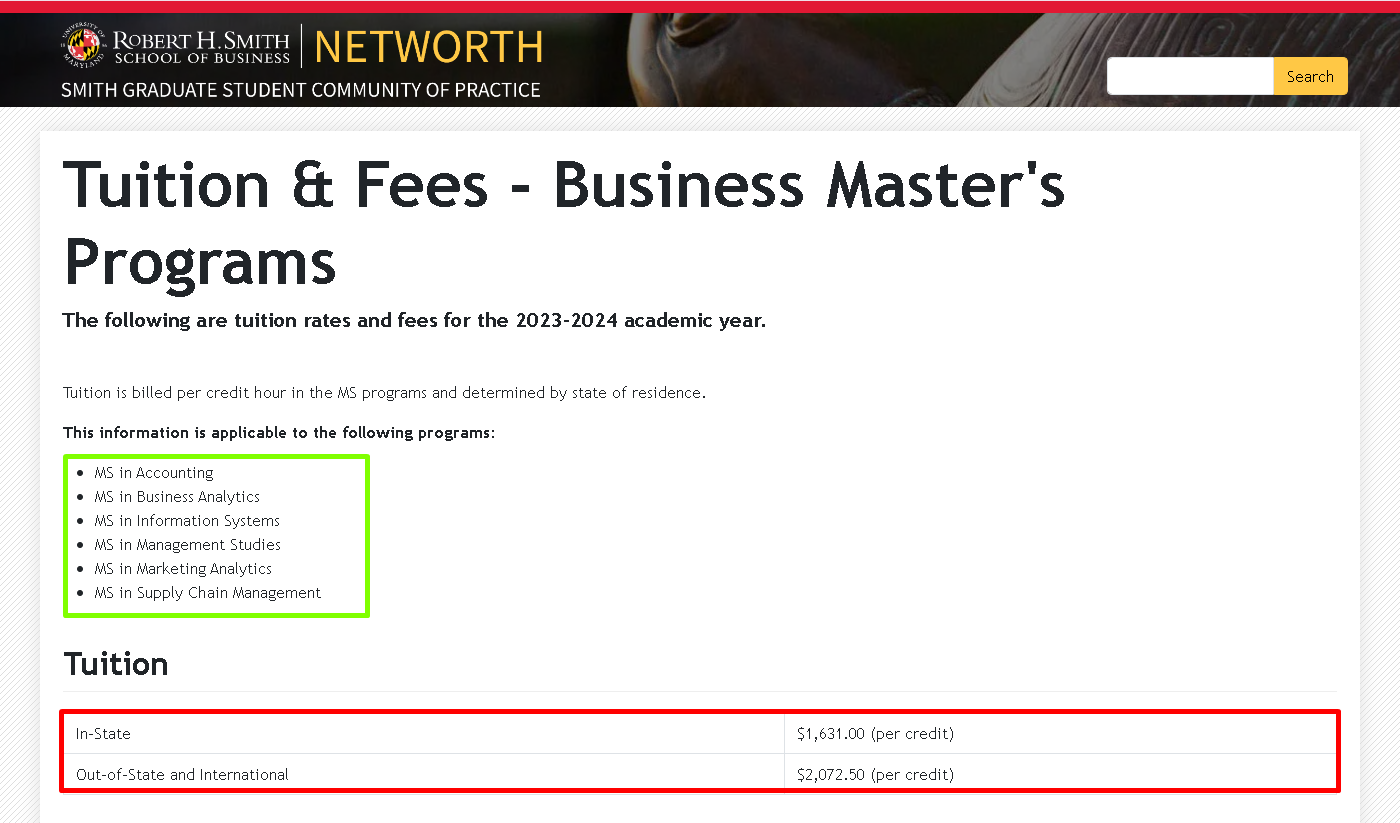 UNIVERSITY OF
18 56
MARYLAND
ROBERT H. SMITH
SCHOOL OF BUSINESS
NETWORTH
SMITH GRADUATE STUDENT COMMUNITY OF PRACTICE
Search
Tuition & Fees - Business Master's
Programs
The following are tuition rates and fees for the 2023-2024 academic year.
Tuition is billed per credit hour in the MS programs and determined by state of residence.
This information is applicable to the following programs:
• MS in Accounting
• MS in Business Analytics
• MS in Information Systems
• MS in Management Studies
• MS in Marketing Analytics
• MS in Supply Chain Management
Tuition
In-State $1,631.00 (per credit)
Out-of-State and International $2,072.50 (per credit)